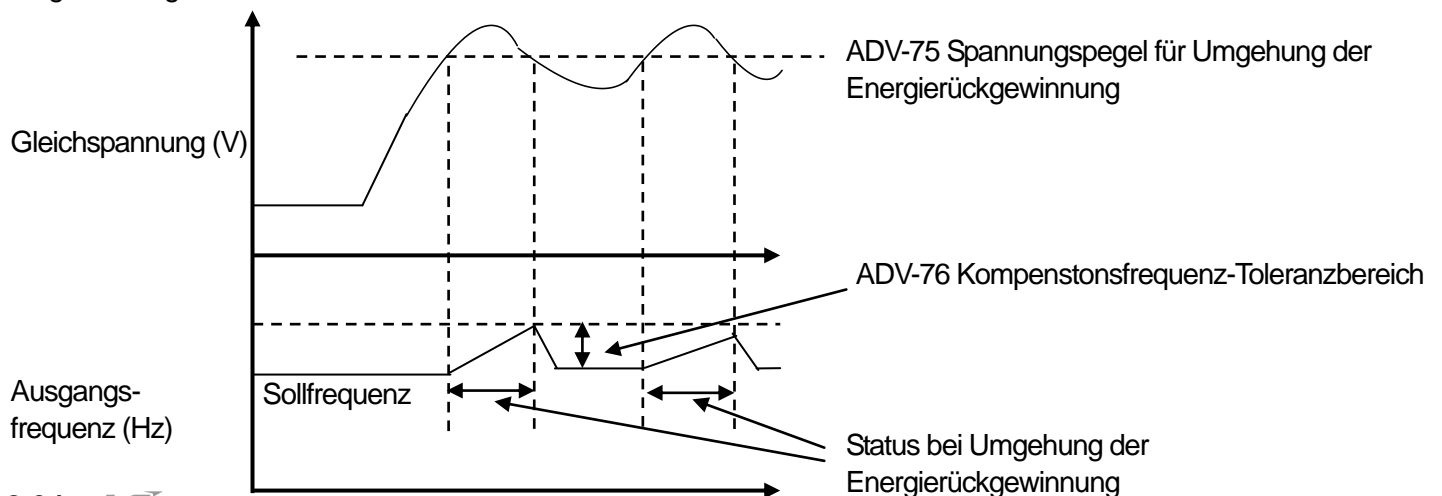 ADV-75 Spannungspegel für Umgehung der
Energierückgewinnung
Gleichspannung (V)
ADV-76 Kompenstonsfrequenz-Toleranzbereich
Ausgangs-
frequenz (Hz)
Sollfrequenz
Status bei Umgehung der
Energierückgewinnung